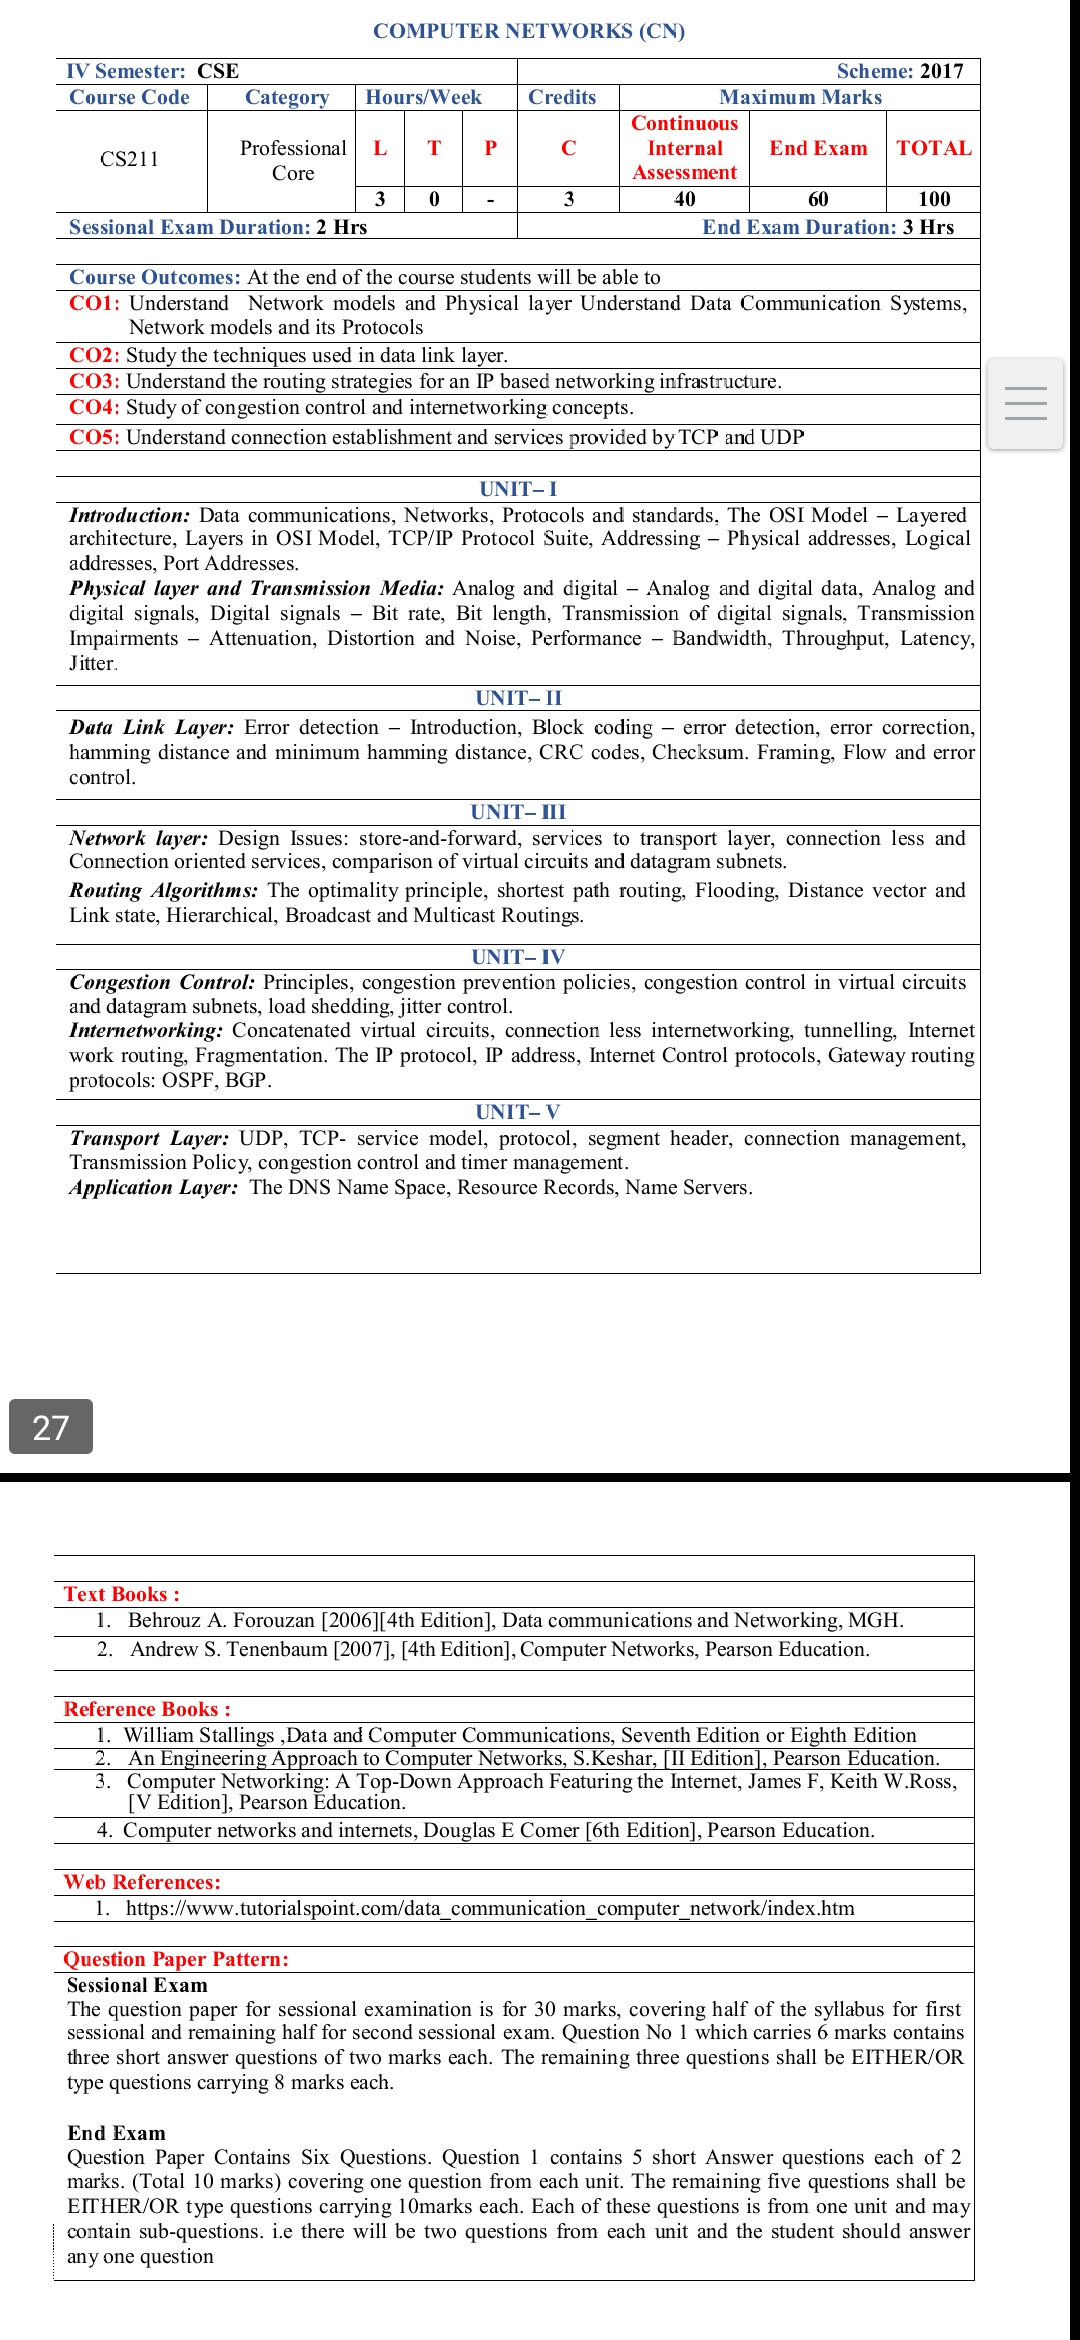 COMPUTER NETWORKS (CN)
IV Semester: CSE Scheme: 2017
Course Code Category Hours/Week Credits Maximum Marks
CS211 Professional Core L T P C Continuous Internal Assessment End Exam TOTAL
3 0 - 3 40 60 100
Sessional Exam Duration: 2 Hrs End Exam Duration: 3 Hrs
Course Outcomes: At the end of the course students will be able to
CO1: Understand Network models and Physical layer Understand Data Communication Systems,
Network models and its Protocols
CO2: Study the techniques used in data link layer.
CO3: Understand the routing strategies for an IP based networking infrastructure.
CO4: Study of congestion control and internetworking concepts.
CO5: Understand connection establishment and services provided by TCP and UDP
UNIT– I
Introduction: Data communications, Networks, Protocols and standards, The OSI Model – Layered
architecture, Layers in OSI Model, TCP/IP Protocol Suite, Addressing – Physical addresses, Logical
addresses, Port Addresses.
Physical layer and Transmission Media: Analog and digital – Analog and digital data, Analog and
digital signals, Digital signals – Bit rate, Bit length, Transmission of digital signals, Transmission
Impairments – Attenuation, Distortion and Noise, Performance – Bandwidth, Throughput, Latency,
Jitter.
UNIT– II
Data Link Layer: Error detection – Introduction, Block coding – error detection, error correction,
hamming distance and minimum hamming distance, CRC codes, Checksum. Framing, Flow and error
control.
UNIT– III
Network layer: Design Issues: store-and-forward, services to transport layer, connection less and
Connection oriented services, comparison of virtual circuits and datagram subnets.
Routing Algorithms: The optimality principle, shortest path routing, Flooding, Distance vector and
Link state, Hierarchical, Broadcast and Multicast Routings.
UNIT– IV
Congestion Control: Principles, congestion prevention policies, congestion control in virtual circuits
and datagram subnets, load shedding, jitter control.
Internetworking: Concatenated virtual circuits, connection less internetworking, tunnelling, Internet
work routing, Fragmentation. The IP protocol, IP address, Internet Control protocols, Gateway routing
protocols: OSPF, BGP.
UNIT– V
Transport Layer: UDP, TCP- service model, protocol, segment header, connection management,
Transmission Policy, congestion control and timer management.
Application Layer: The DNS Name Space, Resource Records, Name Servers.
27
Text Books :
1. Behrouz A. Forouzan [2006][4th Edition], Data communications and Networking, MGH.
2. Andrew S. Tenenbaum [2007], [4th Edition], Computer Networks, Pearson Education.
Reference Books :
1. William Stallings ,Data and Computer Communications, Seventh Edition or Eighth Edition
2. An Engineering Approach to Computer Networks, S.Keshar, [II Edition], Pearson Education.
3. Computer Networking: A Top-Down Approach Featuring the Internet, James F, Keith W.Ross,
[V Edition], Pearson Education.
4. Computer networks and internets, Douglas E Comer [6th Edition], Pearson Education.
Web References:
1. https://www.tutorialspoint.com/data_communication_computer_network/index.htm
Question Paper Pattern:
Sessional Exam
The question paper for sessional examination is for 30 marks, covering half of the syllabus for first
sessional and remaining half for second sessional exam. Question No 1 which carries 6 marks contains
three short answer questions of two marks each. The remaining three questions shall be EITHER/OR
type questions carrying 8 marks each.
End Exam
Question Paper Contains Six Questions. Question 1 contains 5 short Answer questions each of 2
marks. (Total 10 marks) covering one question from each unit. The remaining five questions shall be
EITHER/OR type questions carrying 10marks each. Each of these questions is from one unit and may
contain sub-questions. i.e there will be two questions from each unit and the student should answer
any one question